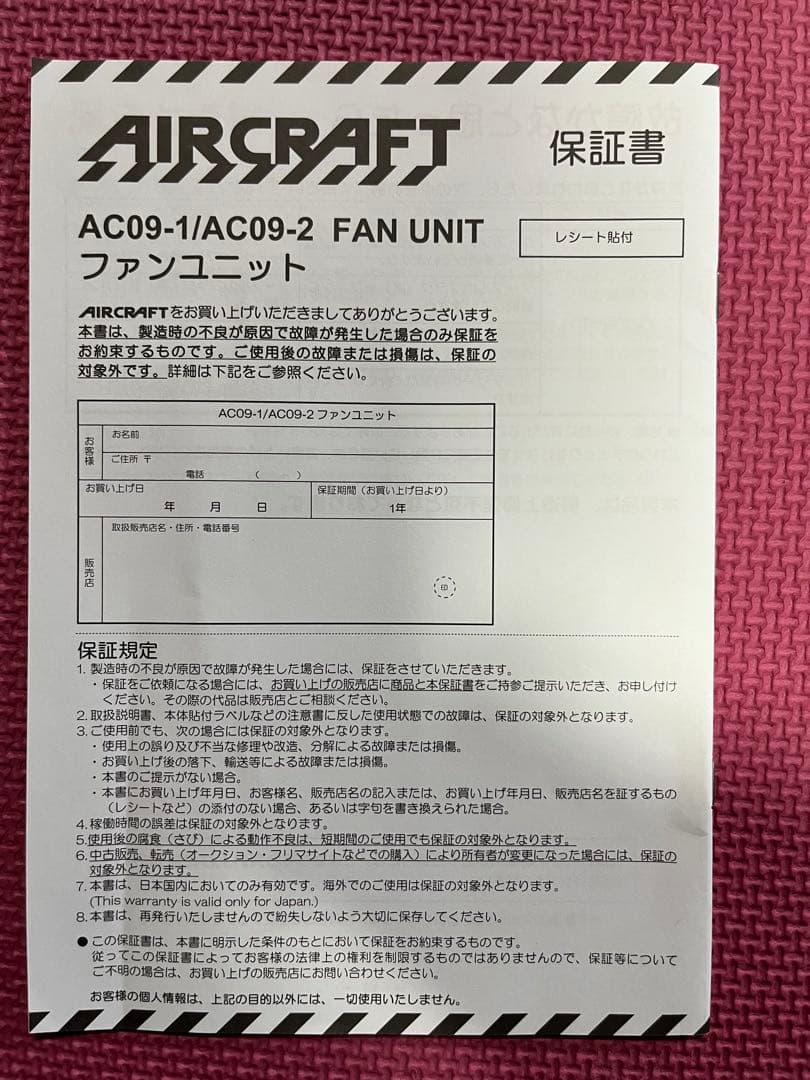 AIRCRAFT
保証書
AC09-1/AC09-2 FAN UNIT
ファンユニット
レシート貼付
AIRCRAFTをお買い上げいただきましてありがとうございます。
本書は、製造時の不良が原因で故障が発生した場合のみ保証を
お約束するものです。ご使用後の故障または損傷は、保証の
対象外です。詳細は下記をご参照ください。
AC09-1/AC09-2 ファンユニット
お客様
お名前
ご住所 〒
電話 ( )
お買い上げ日
年 月 日
保証期間（お買い上げ日より）
1年
販売店
取扱販売店名・住所・電話番号
印
保証規定
1. 製造時の不良が原因で故障が発生した場合には、保証をさせていただきます。
・保証をご依頼になる場合には、お買い上げの販売店に商品と本保証書をご持参ご提示いただき、お申し付け
ください。その際の代品は販売店とご相談ください。
2. 取扱説明書、本体貼付ラベルなどの注意書に反した使用状態での故障は、保証の対象外となります。
3. ご使用前でも、次の場合には保証の対象外となります。
・使用上の誤り及び不当な修理や改造、分解による故障または損傷。
・お買い上げ後の落下、輸送等による故障または損傷。
・本書のご提示がない場合。
・本書にお買い上げ年月日、お客様名、販売店名の記入または、お買い上げ年月日、販売店名を証するもの
（レシートなど）の添付のない場合、あるいは字句を書き換えられた場合。
4. 稼働時間の誤差は保証の対象外となります。
5. 使用後の腐食（さび）による動作不良は、短期間のご使用でも保証の対象外となります。
6. 中古販売、転売（オークション・フリマサイトなどでの購入）により所有者が変更になった場合には、保証の
対象外となります。
7. 本書は、日本国内においてのみ有効です。海外でのご使用は保証の対象外となります。
(This warranty is valid only for Japan.)
8. 本書は、再発行いたしませんので紛失しないよう大切に保存してください。
● この保証書は、本書に明示した条件のもとにおいて保証をお約束するものです。
従ってこの保証書によってお客様の法律上の権利を制限するものではありませんので、保証等について
ご不明の場合は、お買い上げの販売店にお問い合わせください。
お客様の個人情報は、上記の目的以外には、一切使用いたしません。